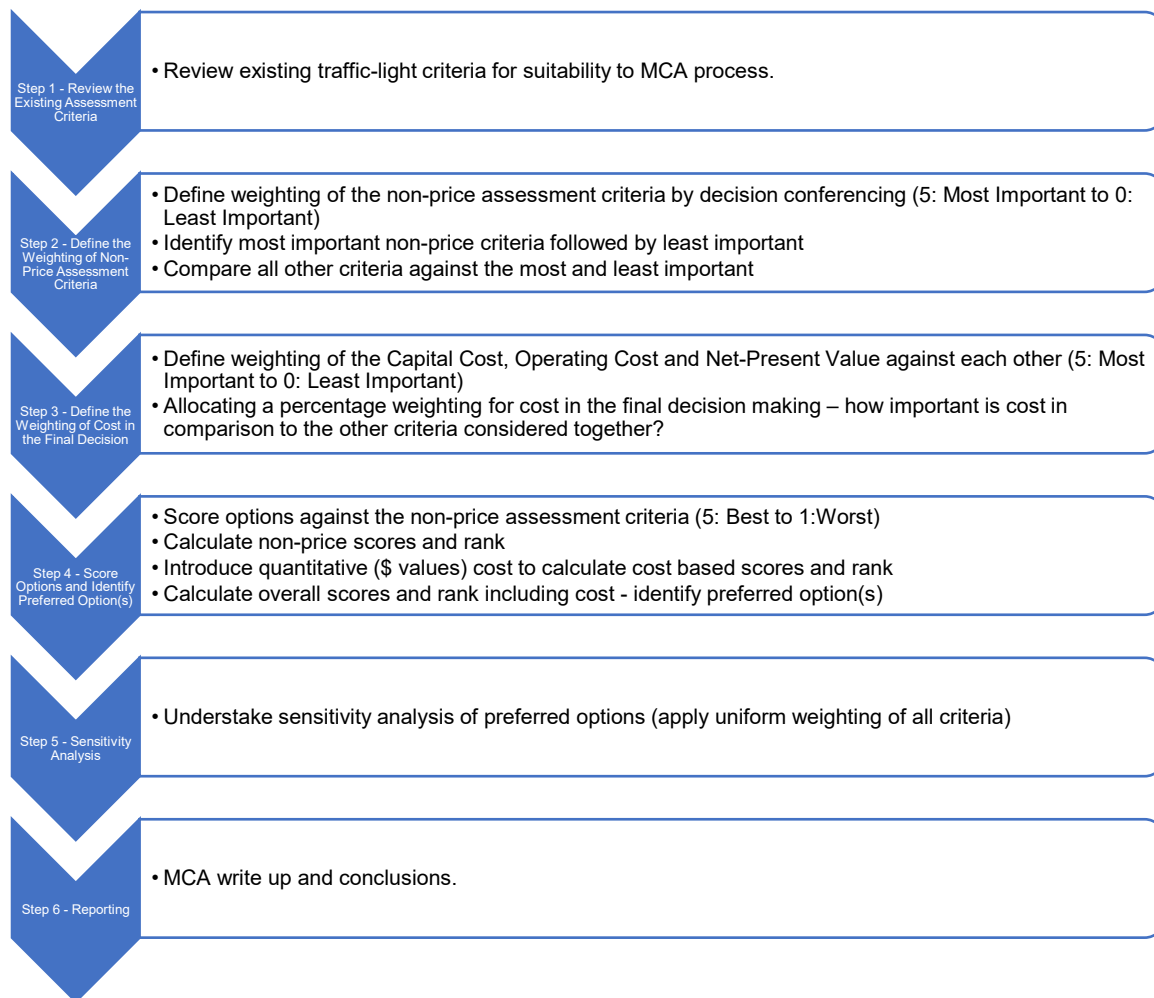 Step 1 - Review the
Existing Assessment
Criteria
• Review existing traffic-light criteria for suitability to MCA process.
Step 2 - Define the
Weighting of Non-
Price Assessment
Criteria
• Define weighting of the non-price assessment criteria by decision conferencing (5: Most Important to 0:
Least Important)
• Identify most important non-price criteria followed by least important
• Compare all other criteria against the most and least important
Step 3 - Define the
Weighting of Cost in
the Final Decision
• Define weighting of the Capital Cost, Operating Cost and Net-Present Value against each other (5: Most
Important to 0: Least Important)
• Allocating a percentage weighting for cost in the final decision making – how important is cost in
comparison to the other criteria considered together?
Step 4 - Score
Options and Identify
Preferred Option(s)
• Score options against the non-price assessment criteria (5: Best to 1:Worst)
• Calculate non-price scores and rank
• Introduce quantitative ($ values) cost to calculate cost based scores and rank
• Calculate overall scores and rank including cost - identify preferred option(s)
Step 5 - Sensitivity
Analysis
• Understake sensitivity analysis of preferred options (apply uniform weighting of all criteria)
Step 6 - Reporting
• MCA write up and conclusions.